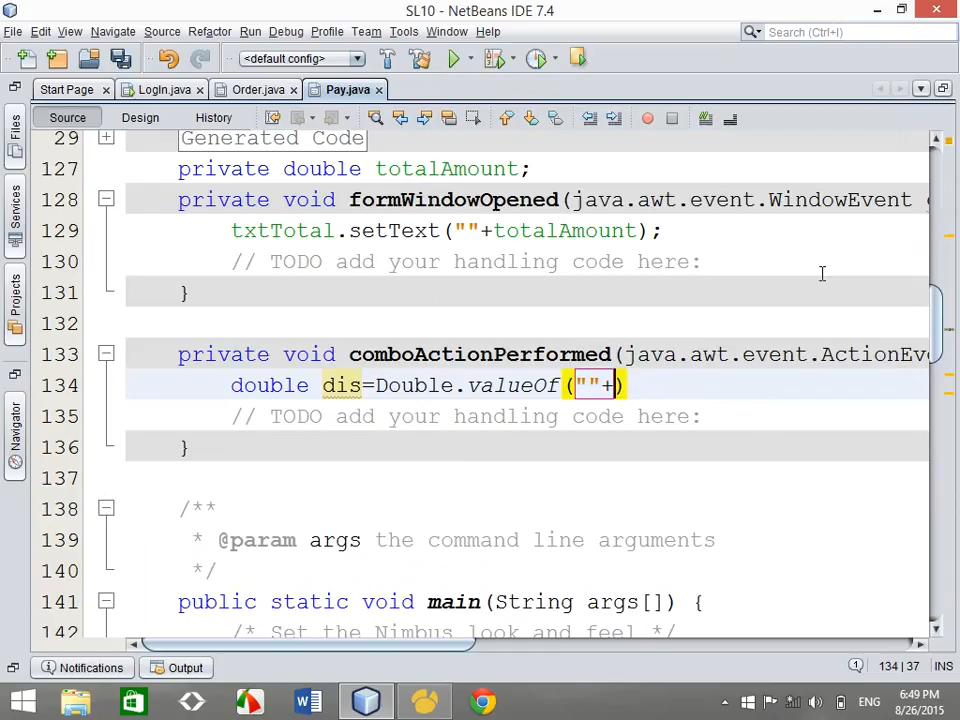 SL10 - NetBeans IDE 7.4
File Edit View Navigate Source Refactor Run Debug Profile Team Tools Window Help
Search (Ctrl+I)
<default config>
Start Page LogIn.java Order.java Pay.java
Source Design History
Files
Services
Projects
Navigator
29 Generated Code
127 private double totalAmount;
128 private void formWindowOpened(java.awt.event.WindowEvent
129 txtTotal.setText(""+totalAmount);
130 // TODO add your handling code here:
131 }
132
133 private void comboActionPerformed(java.awt.event.ActionEve
134 double dis=Double.valueOf(""+)
135 // TODO add your handling code here:
136 }
137
138 /**
139 * @param args the command line arguments
140 */
141 public static void main(String args[]) {
142 /* Set the Nimbus look and feel */
Notifications Output
1 134 | 37 INS
ENG
6:49 PM
8/26/2015